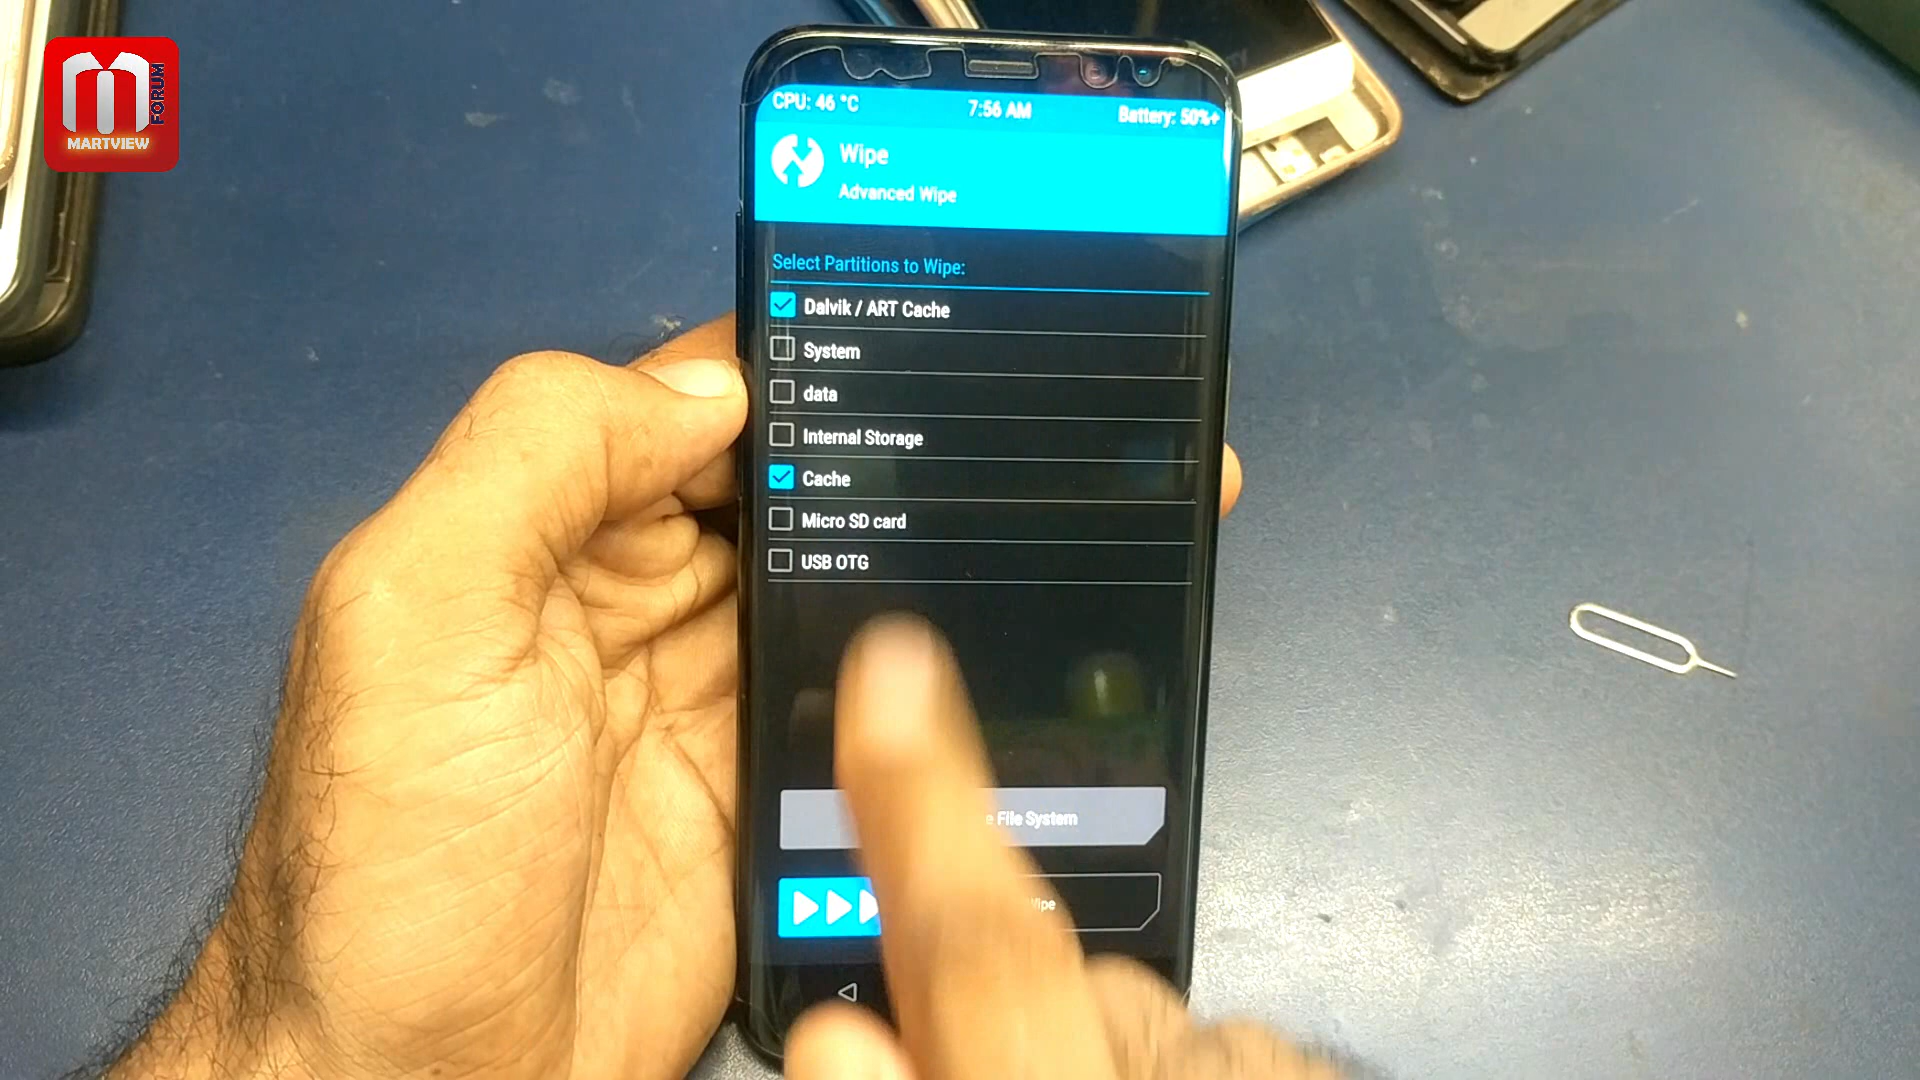 MARTVIEW
FORUM
CPU: 46 °C 7:56 AM Battery: 50%+
Wipe
Advanced Wipe
Select Partitions to Wipe:
Dalvik / ART Cache
System
data
Internal Storage
Cache
Micro SD card
USB OTG
File System